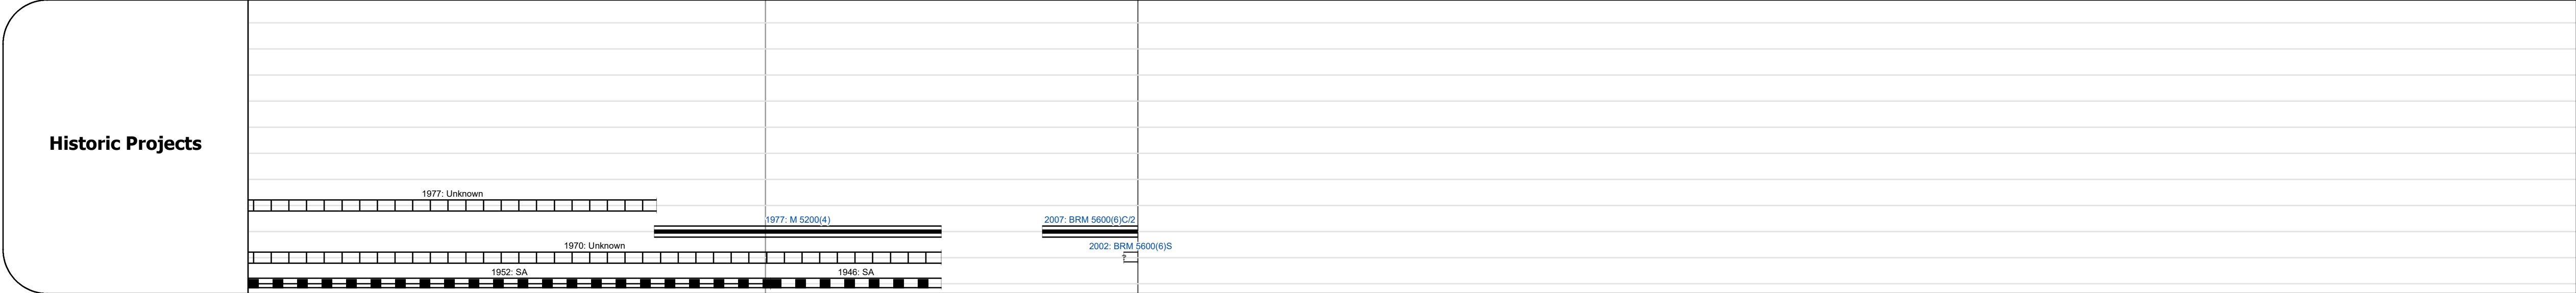 Historic Projects
1977: Unknown
1977: M 5200(4)
2007: BRM 5600(6)C/2
1970: Unknown
2002: BRM 5600(6)S
?
1952: SA
1946: SA